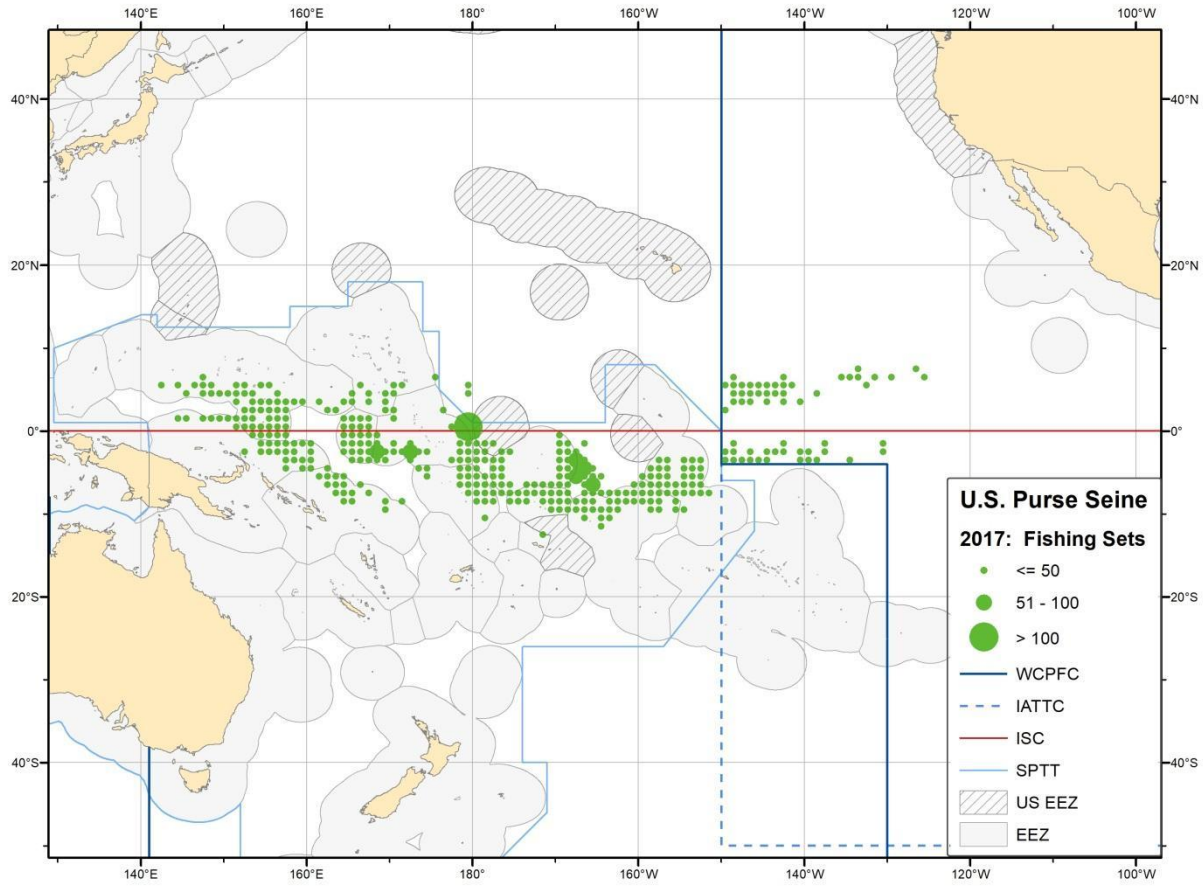 140°E 160°E 180° 160°W 140°W 120°W 100°W
40°N 40°N
20°N 20°N
0° 0°
20°S 20°S
40°S 40°S
140°E 160°E 180° 160°W 140°W 120°W 100°W
U.S. Purse Seine
2017: Fishing Sets
<= 50
51 - 100
> 100
WCPFC
IATTC
ISC
SPTT
US EEZ
EEZ